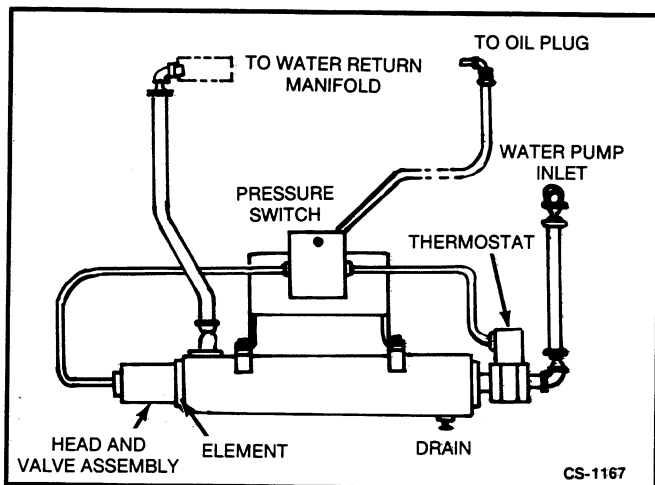 TO WATER RETURN
MANIFOLD
TO OIL PLUG
WATER PUMP
INLET
PRESSURE
SWITCH
THERMOSTAT
HEAD AND
VALVE ASSEMBLY
ELEMENT
DRAIN
CS-1167